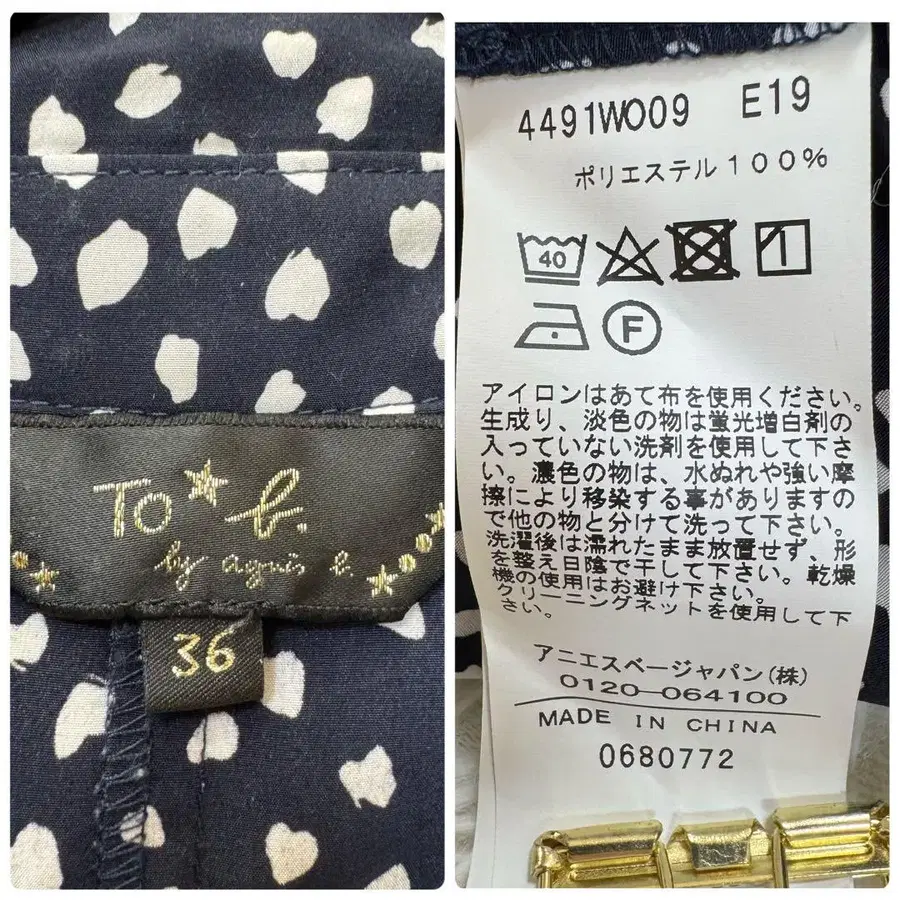 To★b.
by agnès b.
36
4491W009 E19
ポリエステル100%
40
F
アイロンはあて布を使用ください。
生成り、淡色の物は蛍光増白剤の
入っていない洗剤を使用して下さ
い。濃色の物は、水ぬれや強い摩
擦により移染する事がありますの
で他の物と分けて洗って下さい。
洗濯後は濡れたまま放置せず、形
を整え日陰で干して下さい。乾燥
機の使用はお避け下さい。
クリーニングネットを使用して下
さい。
アニエスベージャパン(株)
0120-064100
MADE IN CHINA
0680772